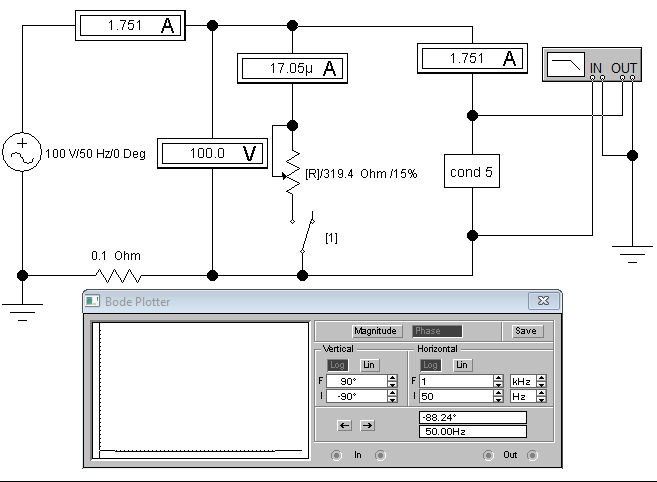 1.751 A
17.05µ A
1.751 A
IN OUT
100 V/50 Hz/0 Deg
100.0 V
[R]/319.4 Ohm /15%
cond 5
[1]
0.1 Ohm
Bode Plotter
Magnitude Phase Save
Vertical Horizontal
Log Lin Log Lin
F 90° F 1 kHz
I -90° I 50 Hz
-88.24°
50.00Hz
In Out